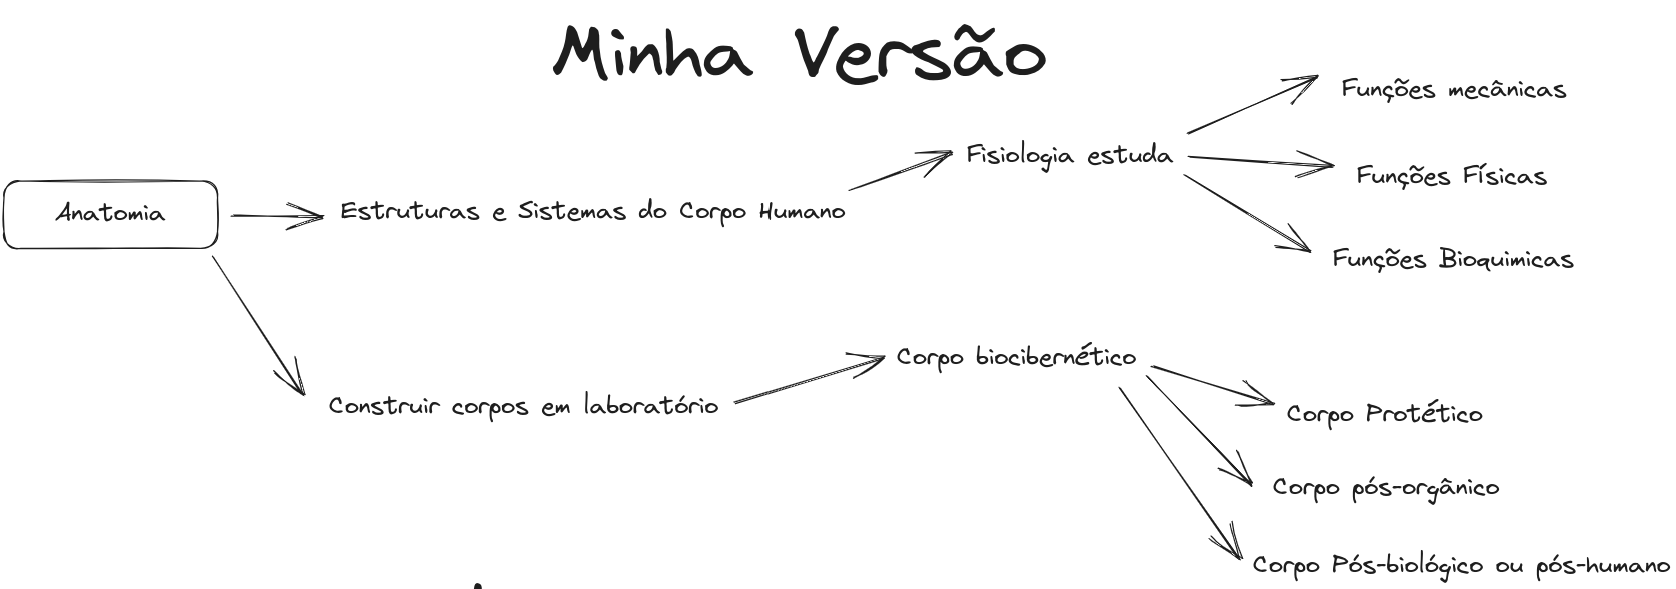 Minha Versão
Funções mecânicas
Fisiologia estuda
Funções Físicas
Anatomia
Estruturas e Sistemas do Corpo Humano
Funções Bioquimicas
Corpo biocibernético
Construir corpos em laboratório
Corpo Protético
Corpo pós-orgânico
Corpo Pós-biológico ou pós-humano